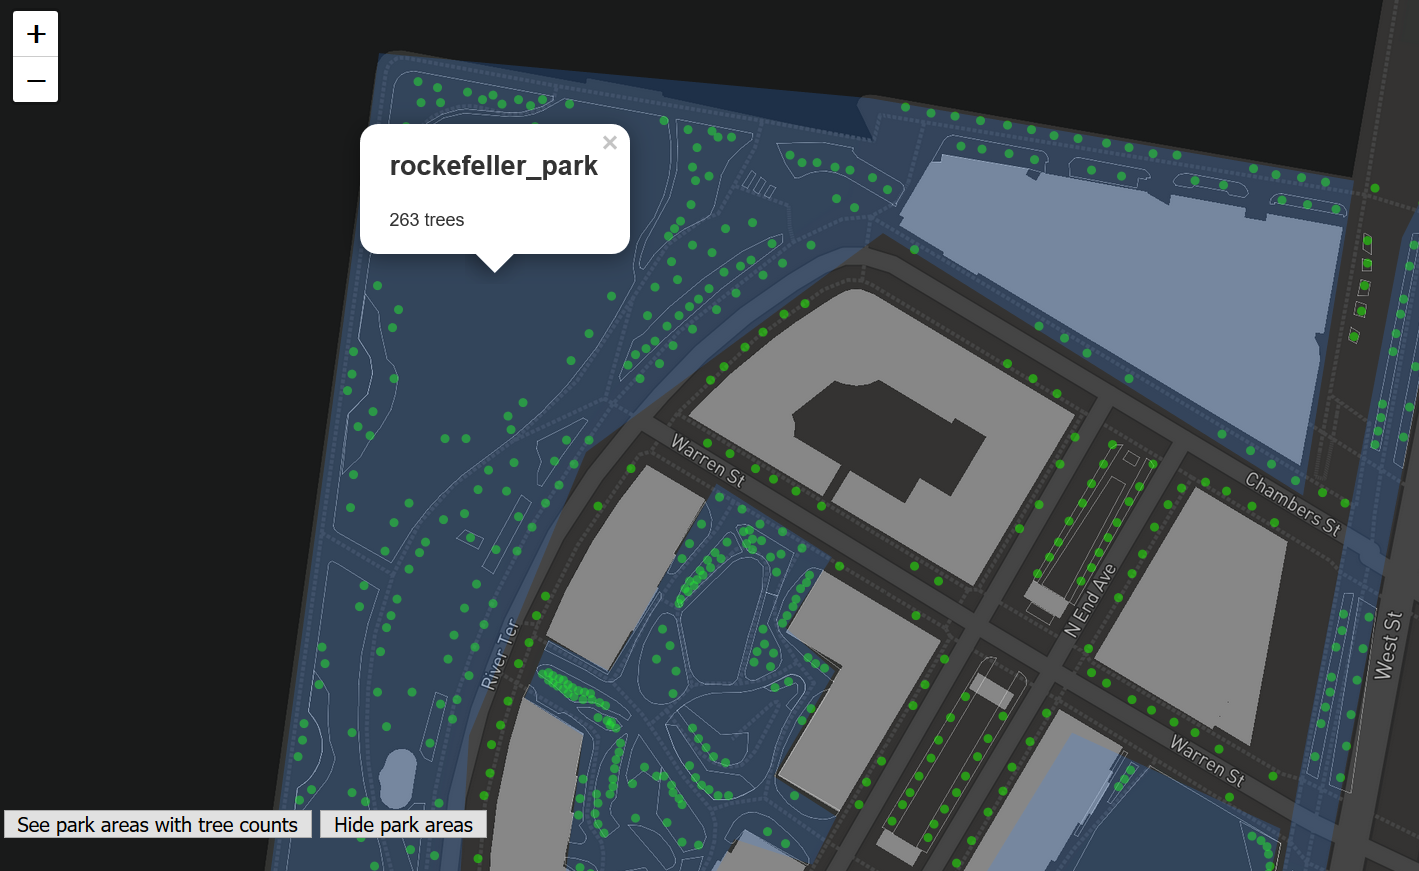 +
−
×
rockefeller_park
263 trees
Warren St
Chambers St
N End Ave
River Ter
West St
Warren St
See park areas with tree counts
Hide park areas